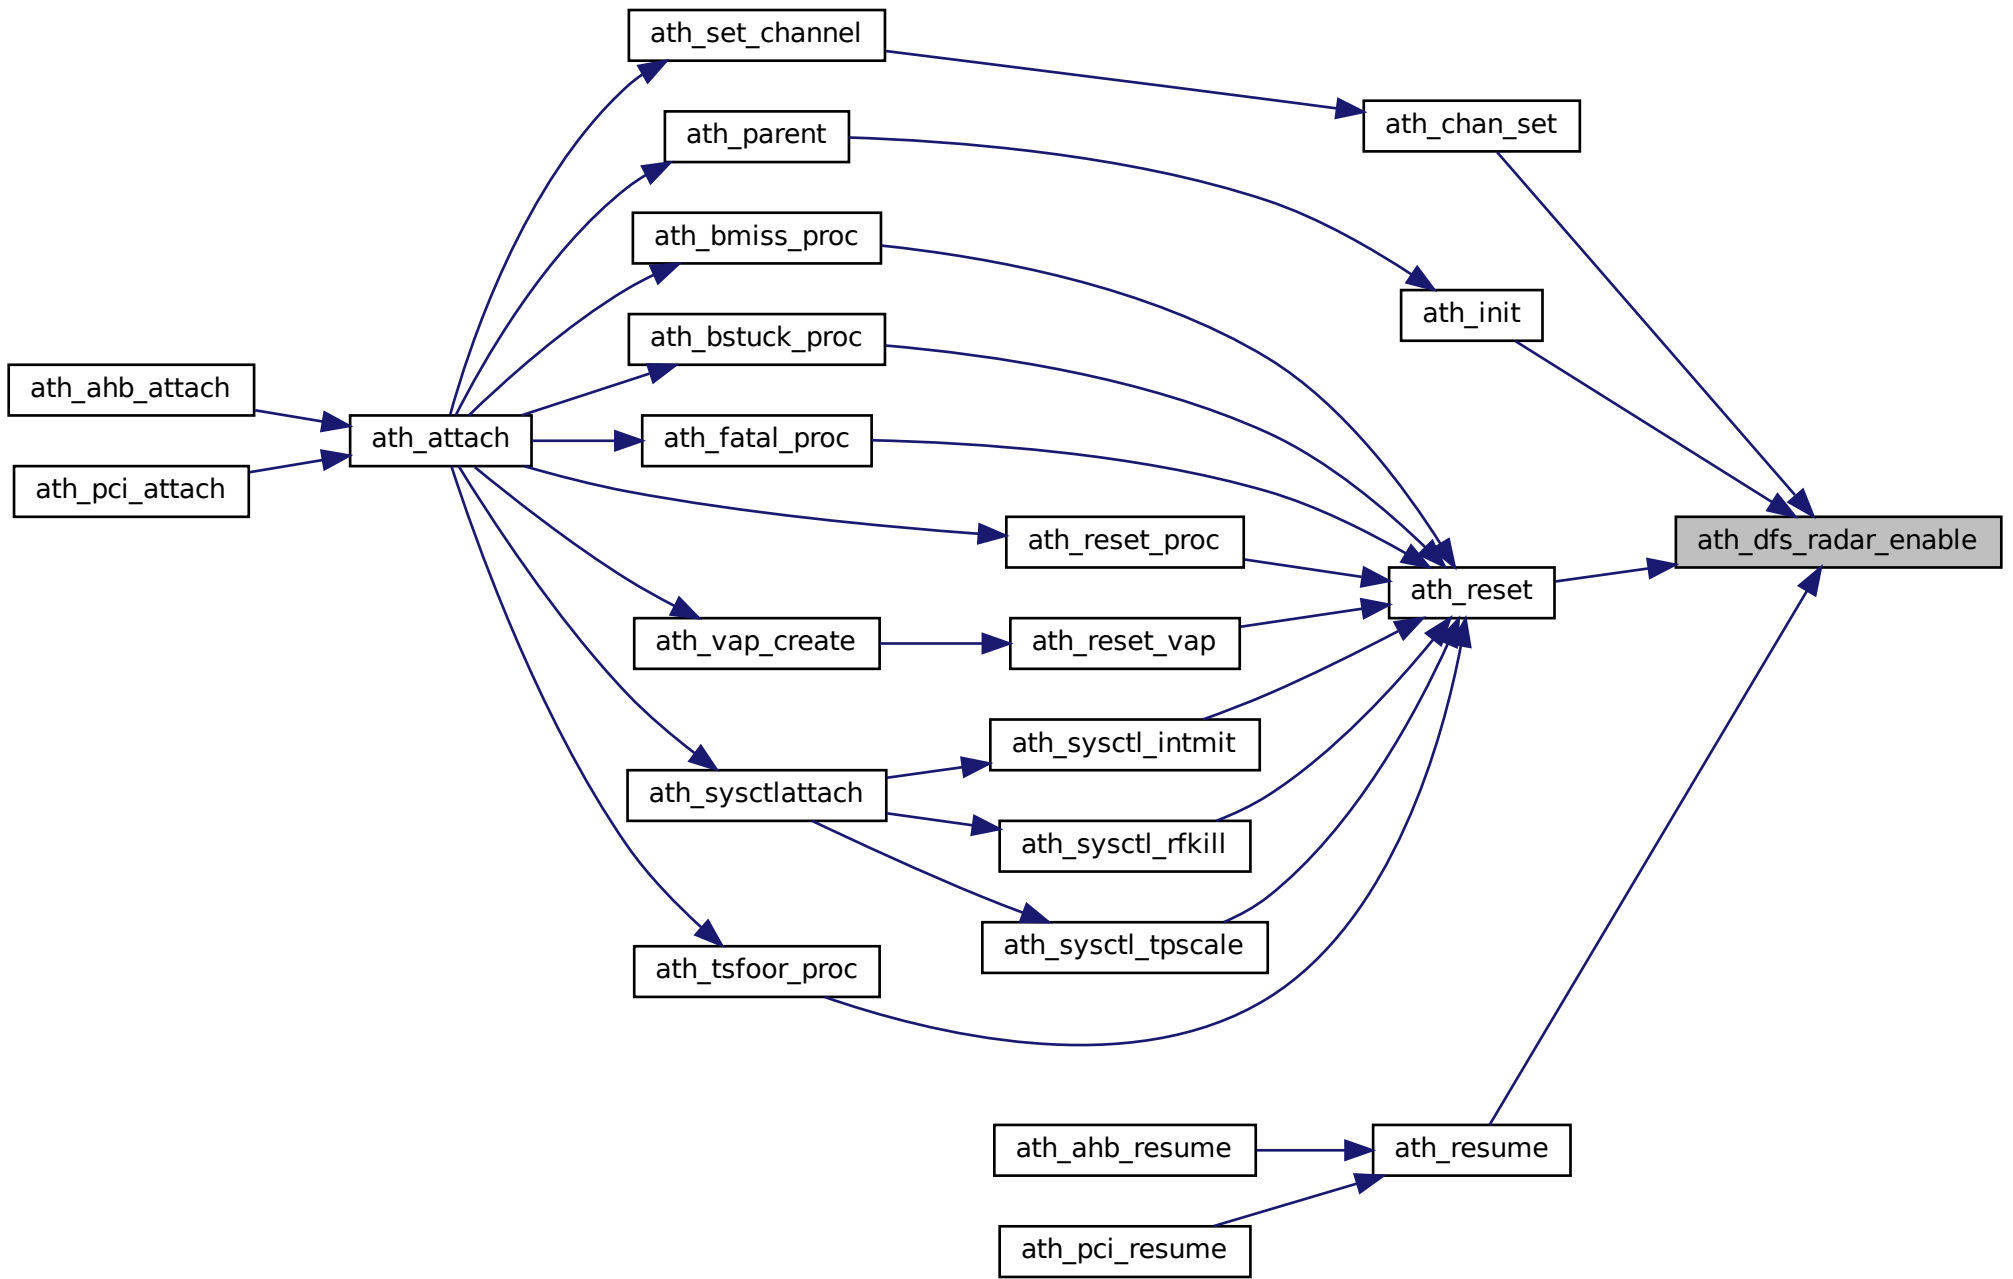 ath_set_channel
ath_chan_set
ath_parent
ath_bmiss_proc
ath_init
ath_bstuck_proc
ath_ahb_attach
ath_attach
ath_fatal_proc
ath_pci_attach
ath_reset_proc
ath_dfs_radar_enable
ath_reset
ath_vap_create
ath_reset_vap
ath_sysctl_intmit
ath_sysctlattach
ath_sysctl_rfkill
ath_sysctl_tpscale
ath_tsfoor_proc
ath_ahb_resume
ath_resume
ath_pci_resume